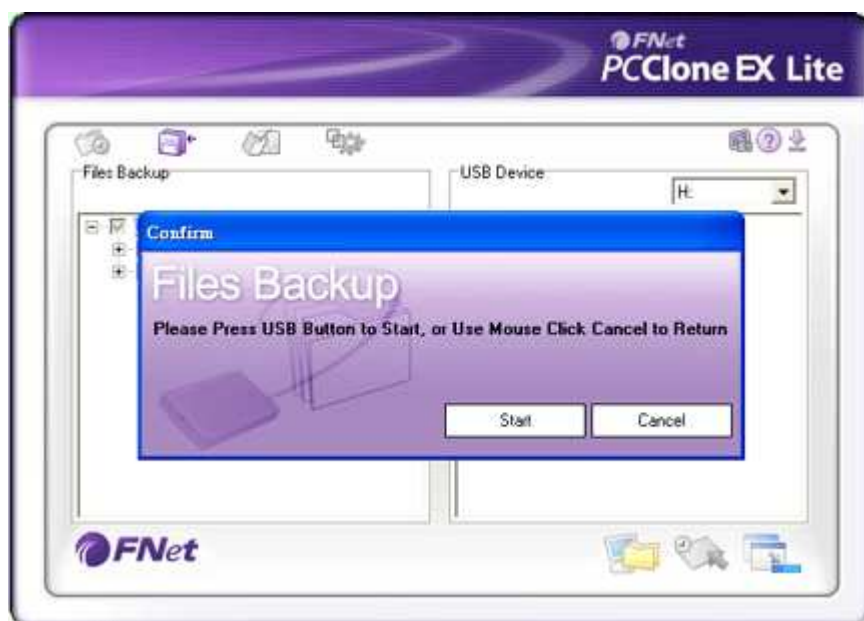 FNet
PCClone EX Lite
Files Backup
USB Device
H:
Confirm
Files Backup
Please Press USB Button to Start, or Use Mouse Click Cancel to Return
Start
Cancel
FNet